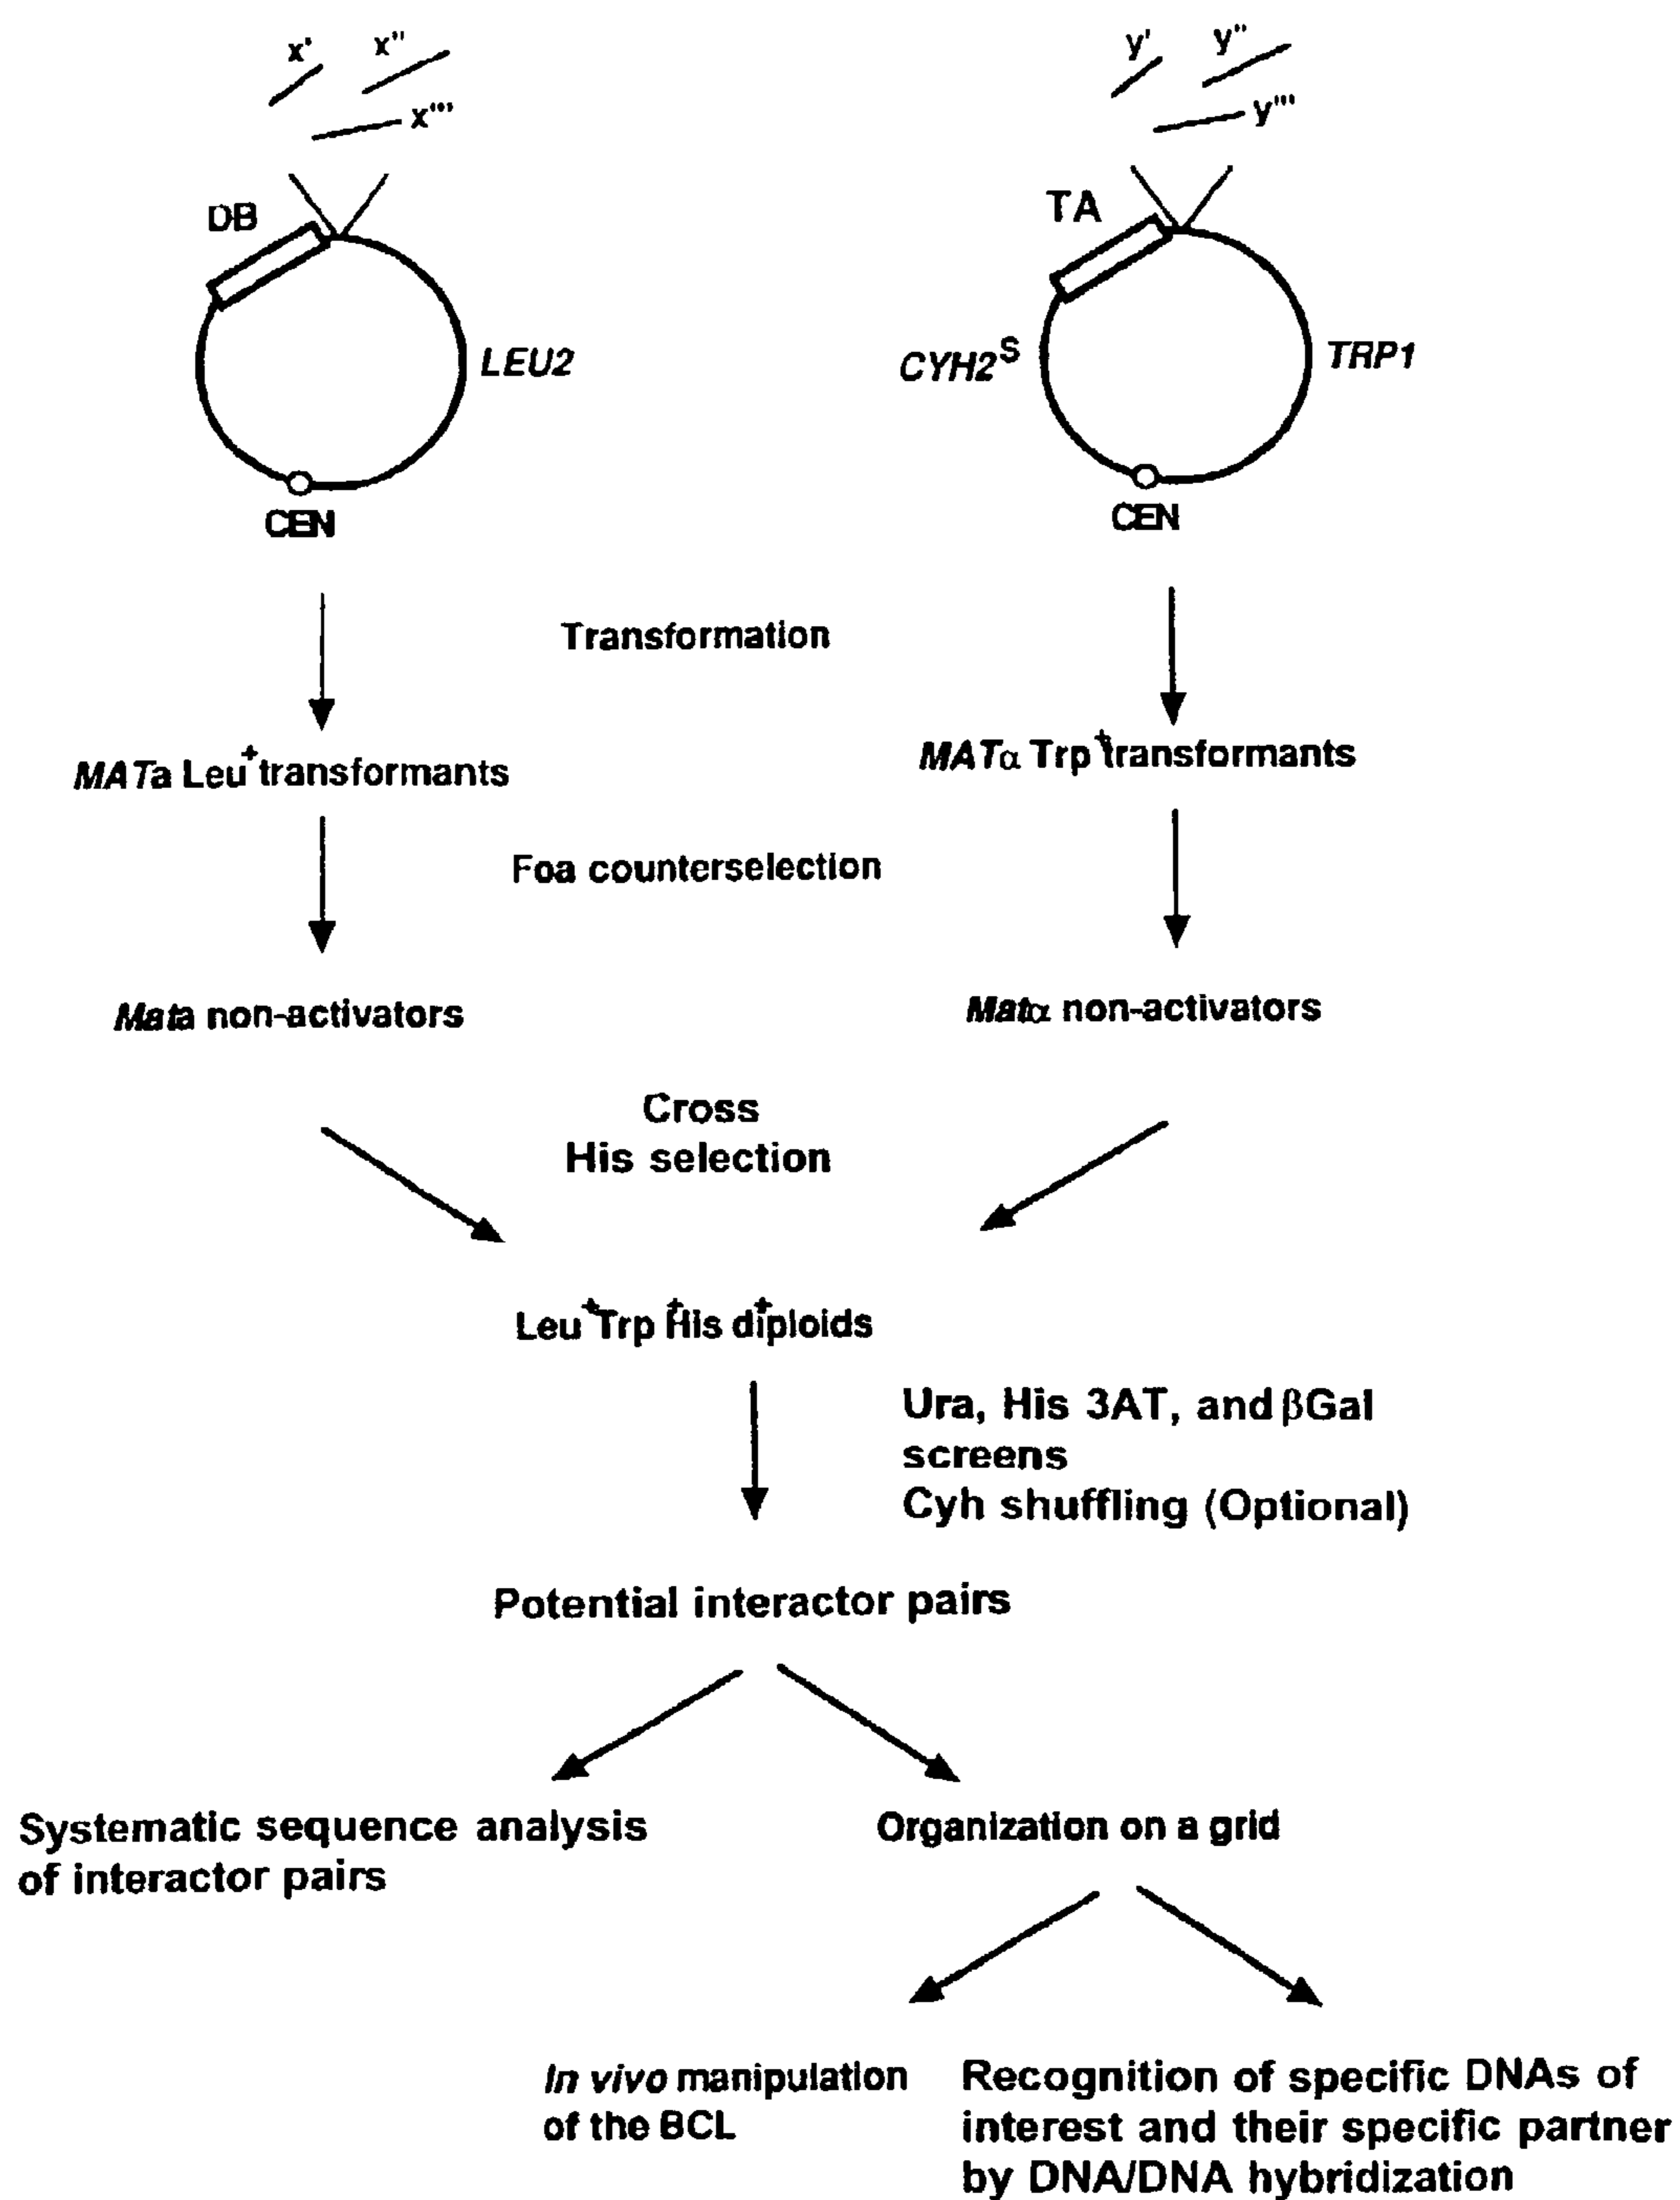 x' x''
x'''
y' y''
y'''
DB
TA
LEU2
CYH2S
TRP1
CEN
CEN
Transformation
MATa Leu+ transformants
MATα Trp+ transformants
Foa counterselection
Mata non-activators
Matα non-activators
Cross
His selection
Leu+ Trp+ His+ diploids
Ura, His 3AT, and βGal
screens
Cyh shuffling (Optional)
Potential interactor pairs
Systematic sequence analysis
of interactor pairs
Organization on a grid
In vivo manipulation
of the BCL
Recognition of specific DNAs of
interest and their specific partner
by DNA/DNA hybridization